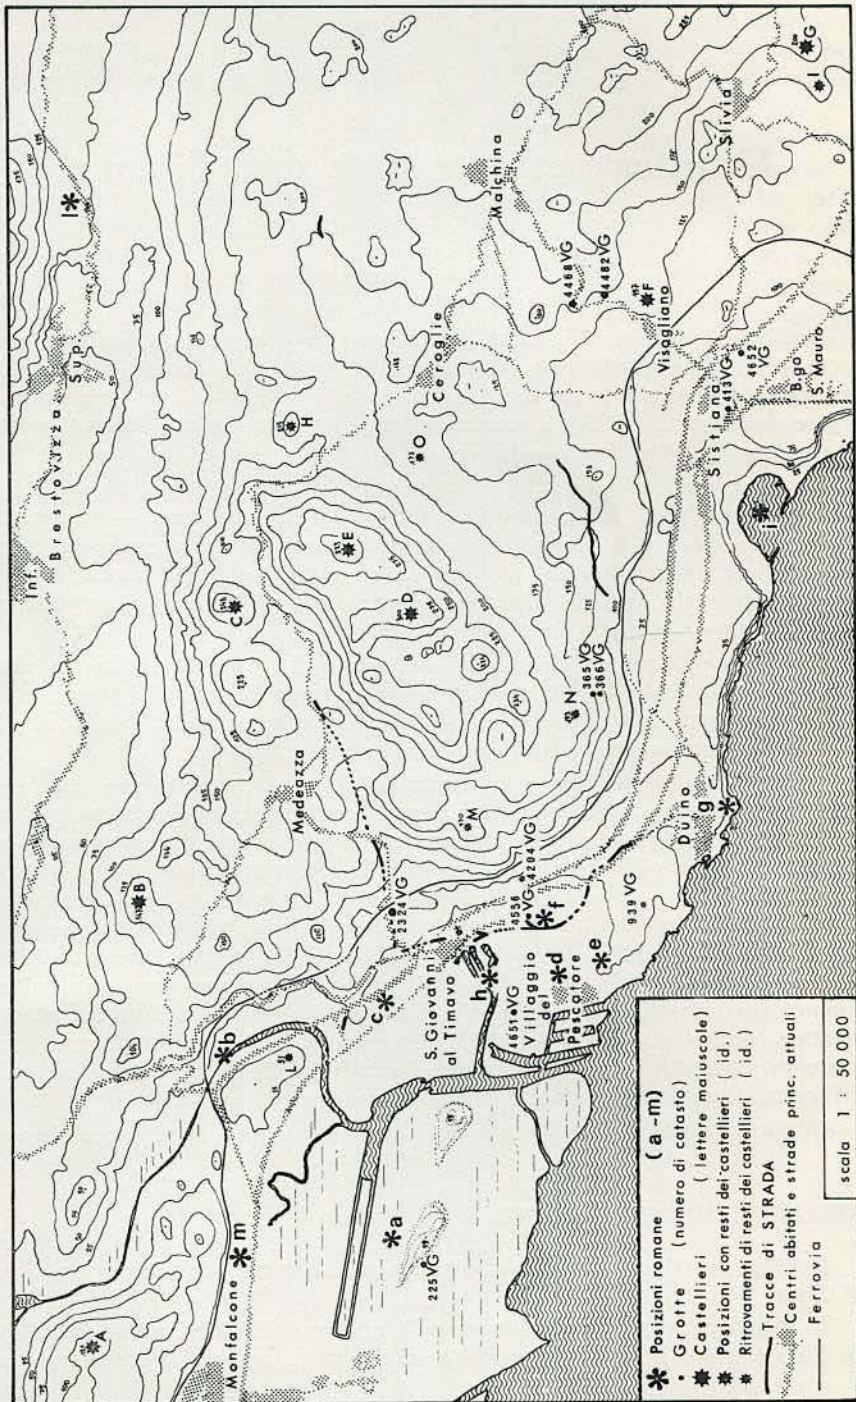 Posizioni romane (a-m)
Grotte (numero di catasto)
Castellieri (lettere maiuscole)
Posizioni con resti dei castellieri (id.)
Ritrovamenti di resti dei castellieri (id.)
Tracce di STRADA
Centri abitati e strade princ. attuali
Ferrovia
scala 1 : 50 000
Monfalcone
A
m
a
225 VG
b
L
c
B
Medeazza
2324 VG
S. Giovanni
al Timavo
h
4651 VG
Villaggio
del
Pescatore
d
e
f
4556
VG
4204 VG
939 VG
Duino
g
M
N
365 VG
366 VG
C
D
E
H
O
Inf.
Brestovizza
Sup.
l
Ceroglie
Malchina
4468 VG
4482 VG
F
Visogliano
Sistiana
413 VG
4652
VG
B.go
S. Mauro
i
Slivia
G
I